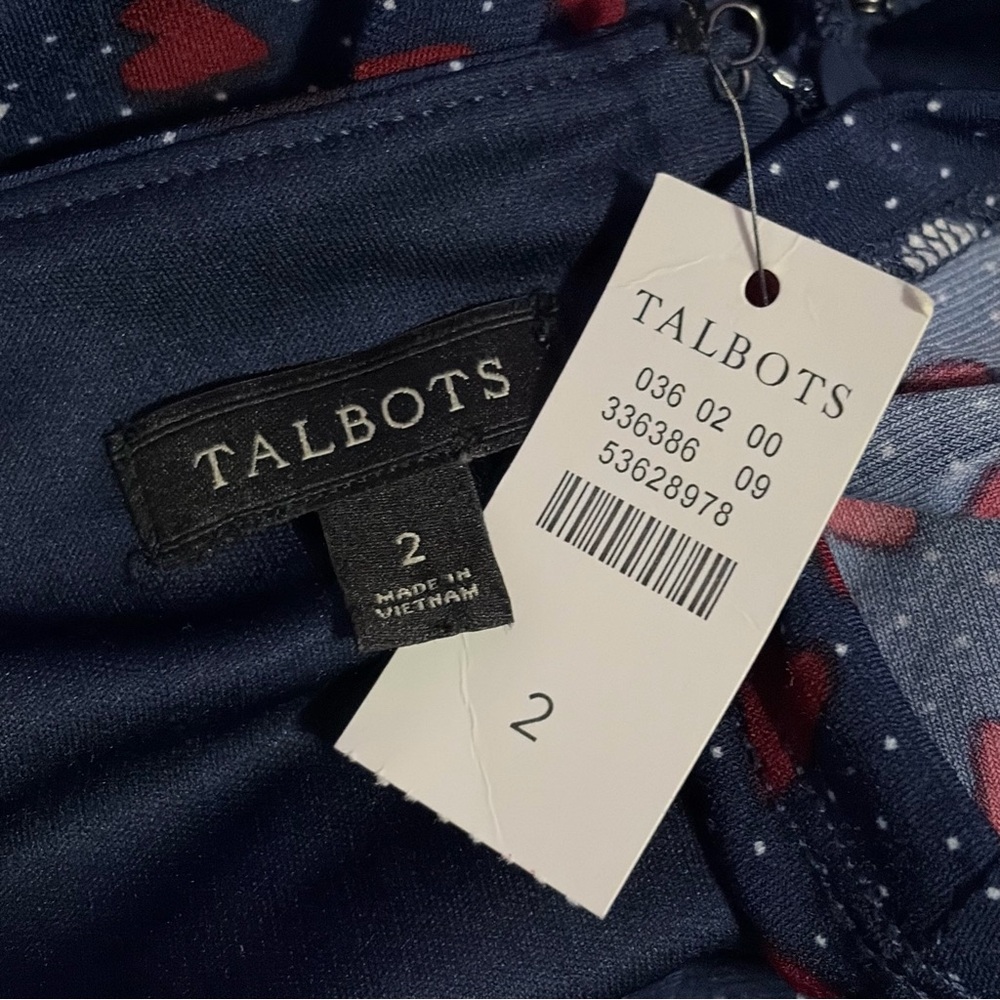 TALBOTS
2
MADE IN
VIETNAM
TALBOTS
036 02 00
336386 09
53628978
2